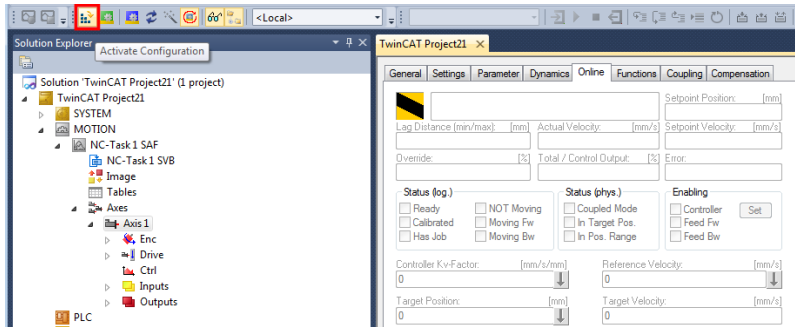 <Local>
Solution Explorer
Activate Configuration
Solution 'TwinCAT Project21' (1 project)
TwinCAT Project21
SYSTEM
MOTION
NC-Task 1 SAF
NC-Task 1 SVB
Image
Tables
Axes
Axis 1
Enc
Drive
Ctrl
Inputs
Outputs
PLC
TwinCAT Project21
General Settings Parameter Dynamics Online Functions Coupling Compensation
Setpoint Position: [mm]
Lag Distance (min/max): [mm] Actual Velocity: [mm/s] Setpoint Velocity: [mm/s]
Override: [%] Total / Control Output: [%] Error:
Status (log.) Status (phys.) Enabling
Ready NOT Moving Coupled Mode Controller Set
Calibrated Moving Fw In Target Pos. Feed Fw
Has Job Moving Bw In Pos. Range Feed Bw
Controller Kv-Factor: [mm/s/mm] Reference Velocity: [mm/s]
0 0
Target Position: [mm] Target Velocity: [mm/s]
0 0